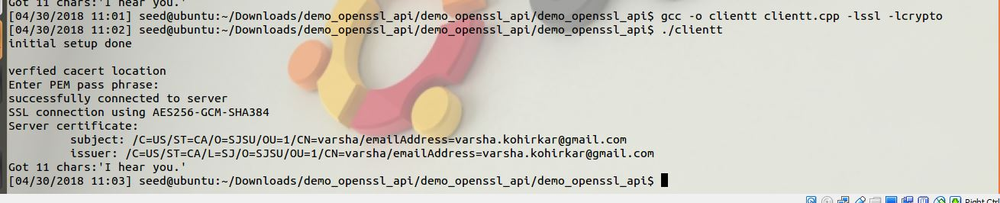 Got 11 chars:'I hear you.'
[04/30/2018 11:01] seed@ubuntu:~/Downloads/demo_openssl_api/demo_openssl_api/demo_openssl_api$ gcc -o clientt clientt.cpp -lssl -lcrypto
[04/30/2018 11:02] seed@ubuntu:~/Downloads/demo_openssl_api/demo_openssl_api/demo_openssl_api$ ./clientt
initial setup done
verfied cacert location
Enter PEM pass phrase:
successfully connected to server
SSL connection using AES256-GCM-SHA384
Server certificate:
subject: /C=US/ST=CA/O=SJSU/OU=1/CN=varsha/emailAddress=varsha.kohirkar@gmail.com
issuer: /C=US/ST=CA/L=SJ/O=SJSU/OU=1/CN=varsha/emailAddress=varsha.kohirkar@gmail.com
Got 11 chars:'I hear you.'
[04/30/2018 11:03] seed@ubuntu:~/Downloads/demo_openssl_api/demo_openssl_api/demo_openssl_api$
Right Ctrl